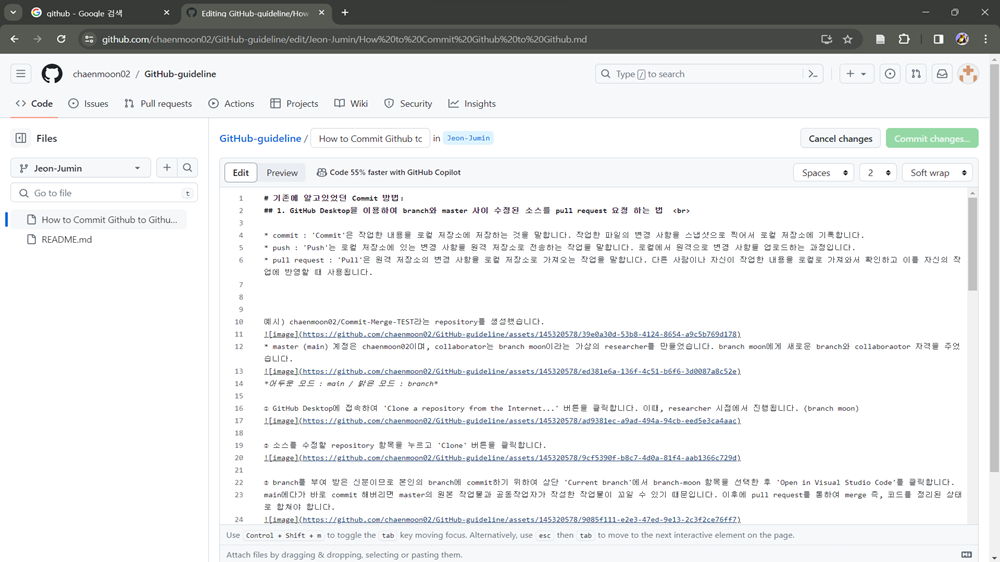 github - Google 검색
Editing GitHub-guideline/How
github.com/chaenmoon02/GitHub-guideline/edit/Jeon-Jumin/How%20to%20Commit%20Github%20to%20Github.md
chaenmoon02 / GitHub-guideline
Type / to search
Code Issues Pull requests Actions Projects Wiki Security Insights
Files
GitHub-guideline / How to Commit Github to in Jeon-Jumin
Cancel changes Commit changes...
Jeon-Jumin
Edit Preview Code 55% faster with GitHub Copilot Spaces 2 Soft wrap
Go to file t
How to Commit Github to Githu...
README.md
1 # 기존에 알고있었던 Commit 방법:
2 ## 1. GitHub Desktop을 이용하여 branch와 master 사이 수정된 소스를 pull request 요청 하는 법 <br>
3
4 * commit : 'Commit'은 작업한 내용을 로컬 저장소에 저장하는 것을 말합니다. 작업한 파일의 변경 사항을 스냅샷으로 찍어서 로컬 저장소에 기록합니다.
5 * push : 'Push'는 로컬 저장소에 있는 변경 사항을 원격 저장소로 전송하는 작업을 말합니다. 로컬에서 원격으로 변경 사항을 업로드하는 과정입니다.
6 * pull request : 'Pull'은 원격 저장소의 변경 사항을 로컬 저장소로 가져오는 작업을 말합니다. 다른 사람이나 자신이 작업한 내용을 로컬로 가져와서 확인하고 이를 자신의 작
업에 반영할 때 사용됩니다.
7
8
9
10 예시) chaenmoon02/Commit-Merge-TEST라는 repository를 생성했습니다.
11 ![image](https://github.com/chaenmoon02/GitHub-guideline/assets/145320578/39e0a30d-53b8-4124-8654-a9c5b769d178)
12 * master (main) 계정은 chaenmoon02이며, collaborator는 branch moon이라는 가상의 researcher를 만들었습니다. branch moon에게 새로운 branch와 collaboraotor 자격을 주었
습니다.
13 ![image](https://github.com/chaenmoon02/GitHub-guideline/assets/145320578/ed381e6a-136f-4c51-b6f6-3d0087a8c52e)
14 *어두운 모드 : main / 밝은 모드 : branch*
15
16 GitHub Desktop에 접속하여 'Clone a repository from the Internet...' 버튼을 클릭합니다. 이때, researcher 시점에서 진행됩니다. (branch moon)
17 ![image](https://github.com/chaenmoon02/GitHub-guideline/assets/145320578/ad9381ec-a9ad-494a-94cb-eed5e3ca4aac)
18
19 소스를 수정할 repository 항목을 누르고 'Clone' 버튼을 클릭합니다.
20 ![image](https://github.com/chaenmoon02/GitHub-guideline/assets/145320578/9cf5390f-b8c7-4d0a-81f4-aab1366c729d)
21
22 branch를 부여 받은 신분이므로 본인의 branch에 commit하기 위하여 상단 'Current branch'에서 branch-moon 항목을 선택한 후 'Open in Visual Studio Code'를 클릭합니다.
23 main에다가 바로 commit 해버리면 master의 원본 작업물과 공동작업자가 작성한 작업물이 꼬일 수 있기 때문입니다. 이후에 pull request를 통하여 merge 즉, 코드를 정리된 상태
로 합쳐야 합니다.
24 ![image](https://github.com/chaenmoon02/GitHub-guideline/assets/145320578/9085f111-e2e3-47ed-9e13-2c3f2ce76ff7)
Use Control + Shift + m to toggle the tab key moving focus. Alternatively, use esc then tab to move to the next interactive element on the page.
Attach files by dragging & dropping, selecting or pasting them.